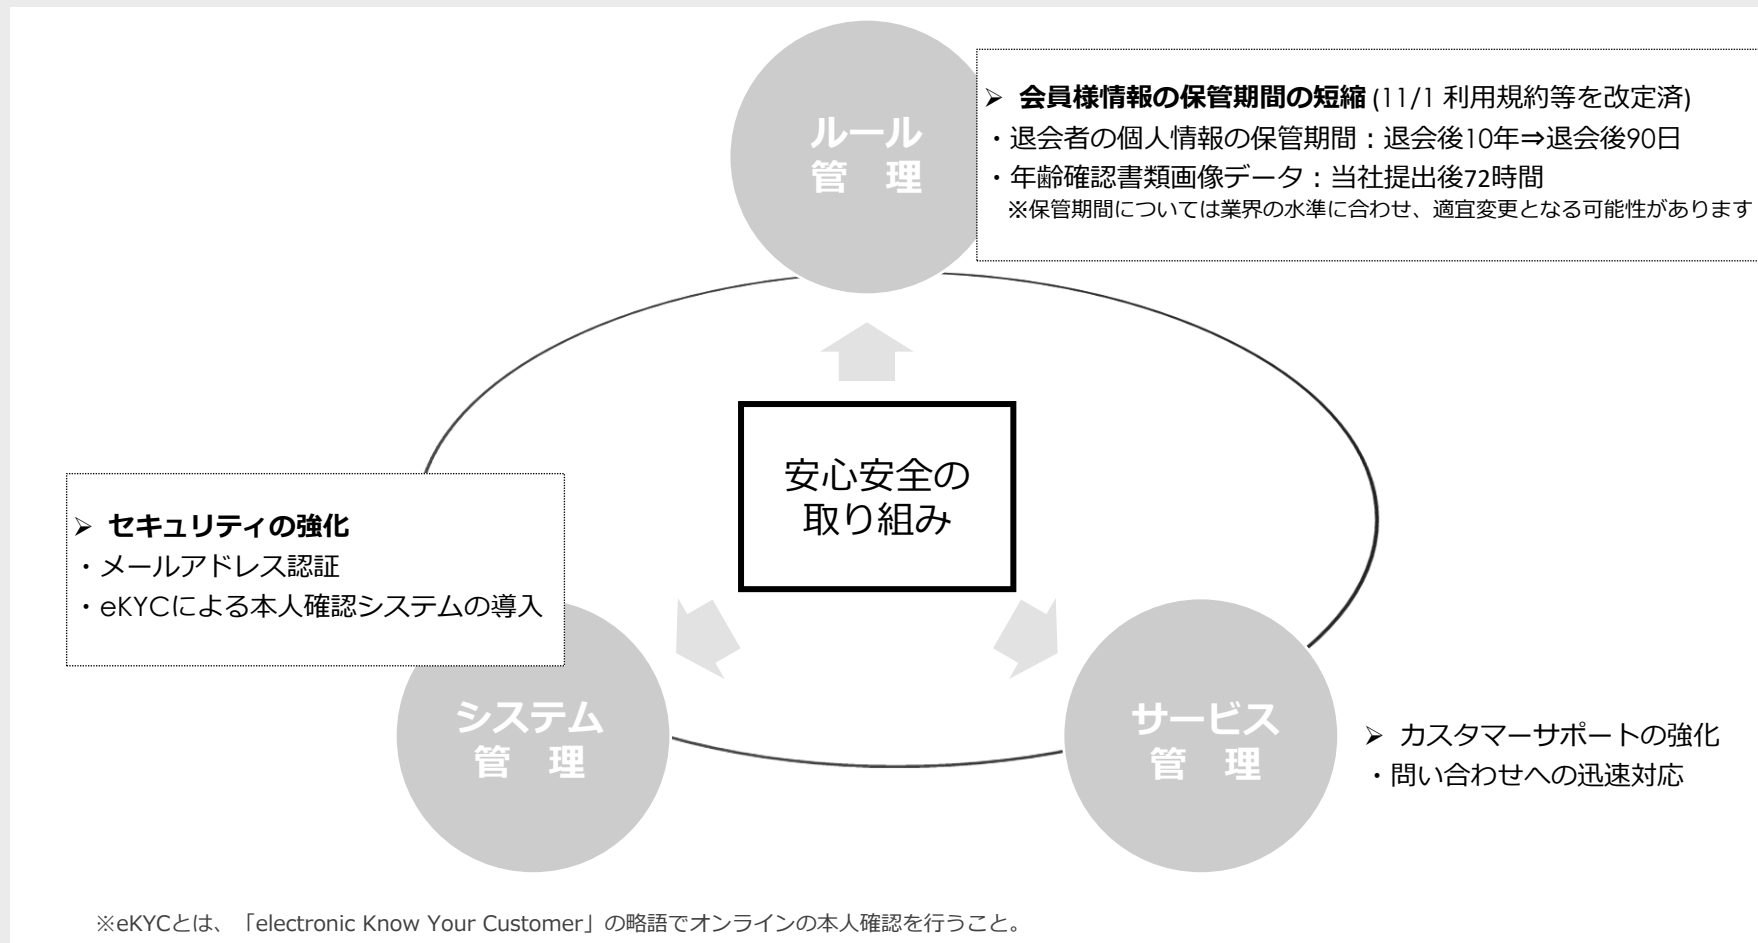 ルール
管　理
➢ 会員様情報の保管期間の短縮 (11/1 利用規約等を改定済)
・退会者の個人情報の保管期間：退会後10年⇒退会後90日
・年齢確認書類画像データ：当社提出後72時間
※保管期間については業界の水準に合わせ、適宜変更となる可能性があります
安心安全の
取り組み
➢ セキュリティの強化
・メールアドレス認証
・eKYCによる本人確認システムの導入
システム
管　理
サービス
管　理
➢ カスタマーサポートの強化
・問い合わせへの迅速対応
※eKYCとは、「electronic Know Your Customer」の略語でオンラインの本人確認を行うこと。